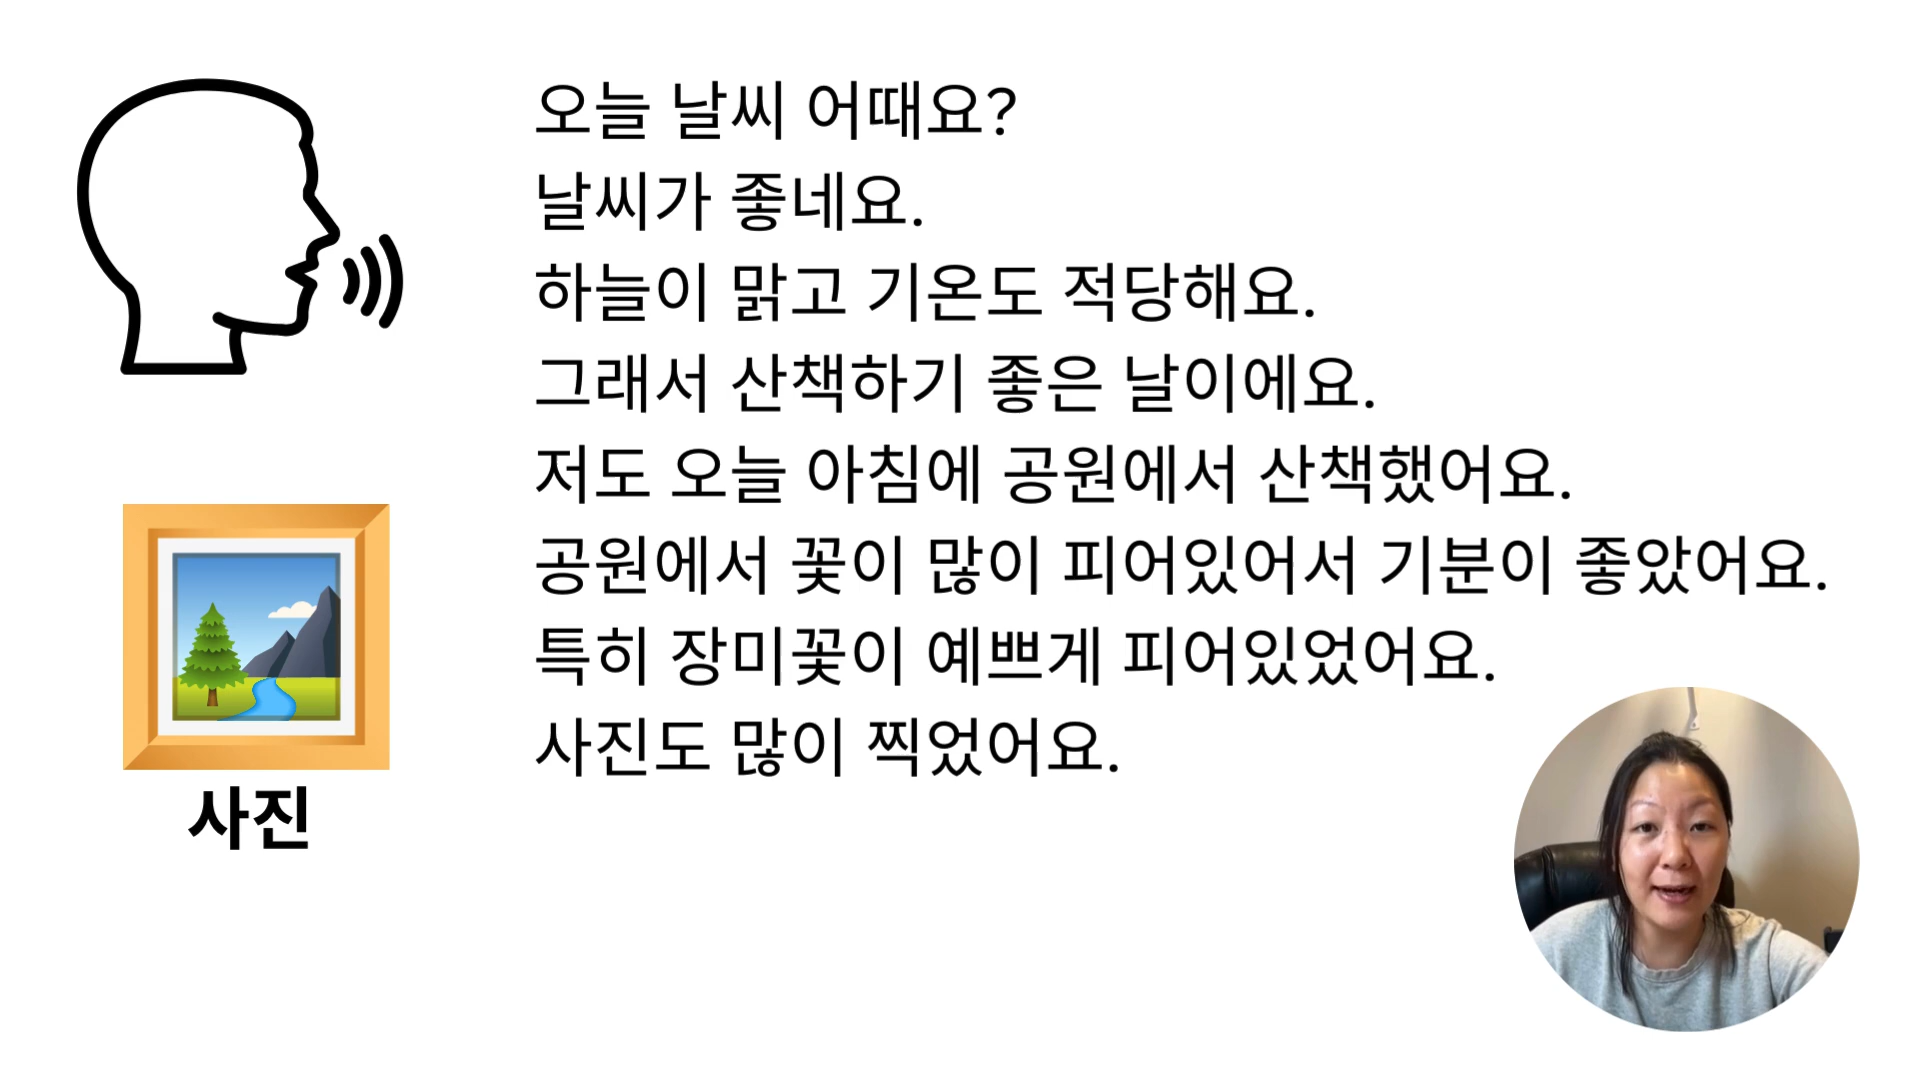 오늘 날씨 어때요?
날씨가 좋네요.
하늘이 맑고 기온도 적당해요.
그래서 산책하기 좋은 날이에요.
저도 오늘 아침에 공원에서 산책했어요.
공원에서 꽃이 많이 피어있어서 기분이 좋았어요.
특히 장미꽃이 예쁘게 피어있었어요.
사진도 많이 찍었어요.
사진